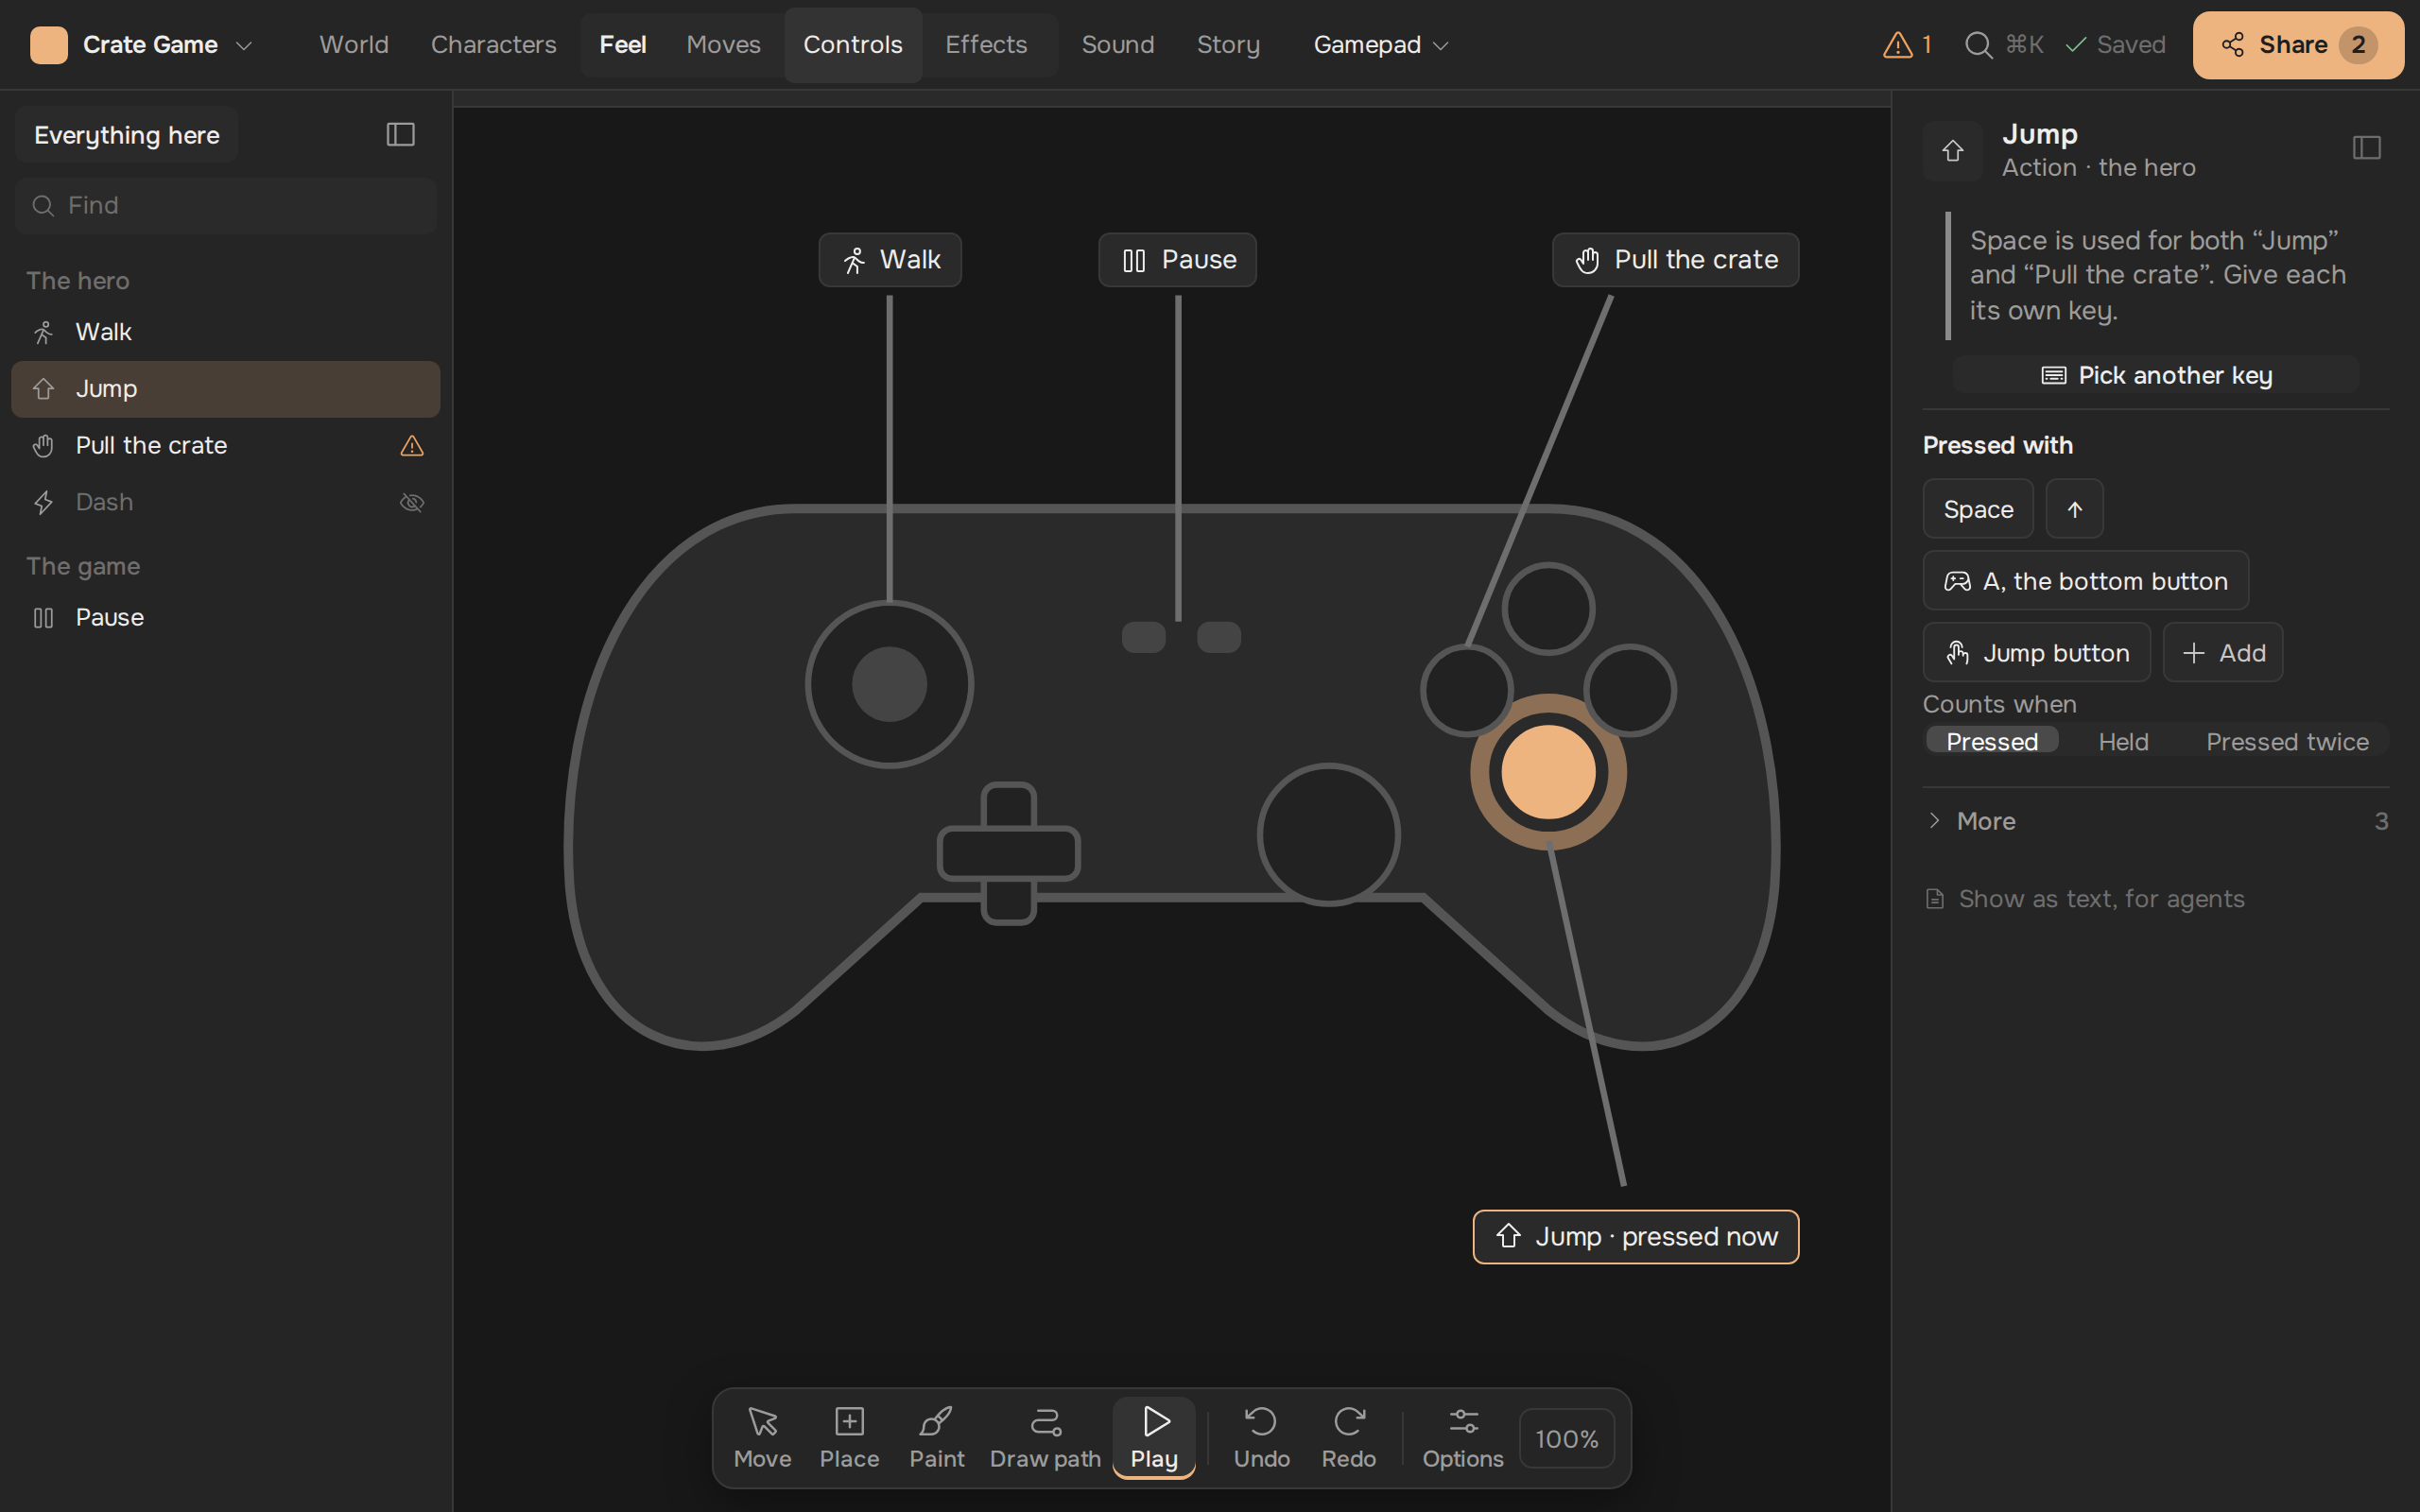 Crate Game
World
Characters
Feel
Moves
Controls
Effects
Sound
Story
Gamepad
1
⌘K
Saved
Share
2
Everything here
Find
The hero
Walk
Jump
Pull the crate
Dash
The game
Pause
Walk
Pause
Pull the crate
Jump · pressed now
Jump
Action · the hero
Space is used for both “Jump”
and “Pull the crate”. Give each
its own key.
Pick another key
Pressed with
Space
↑
A, the bottom button
Jump button
Add
Counts when
Pressed
Held
Pressed twice
More
3
Show as text, for agents
Move
Place
Paint
Draw path
Play
Undo
Redo
Options
100%